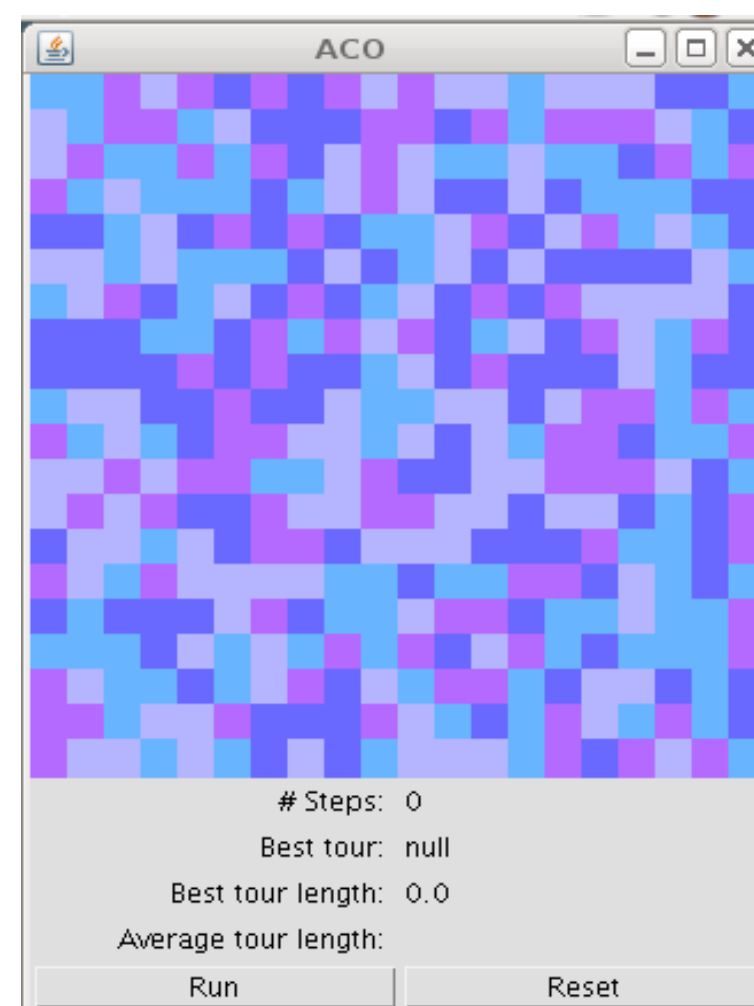 ACO
# Steps: 0
Best tour: null
Best tour length: 0.0
Average tour length:
Run Reset